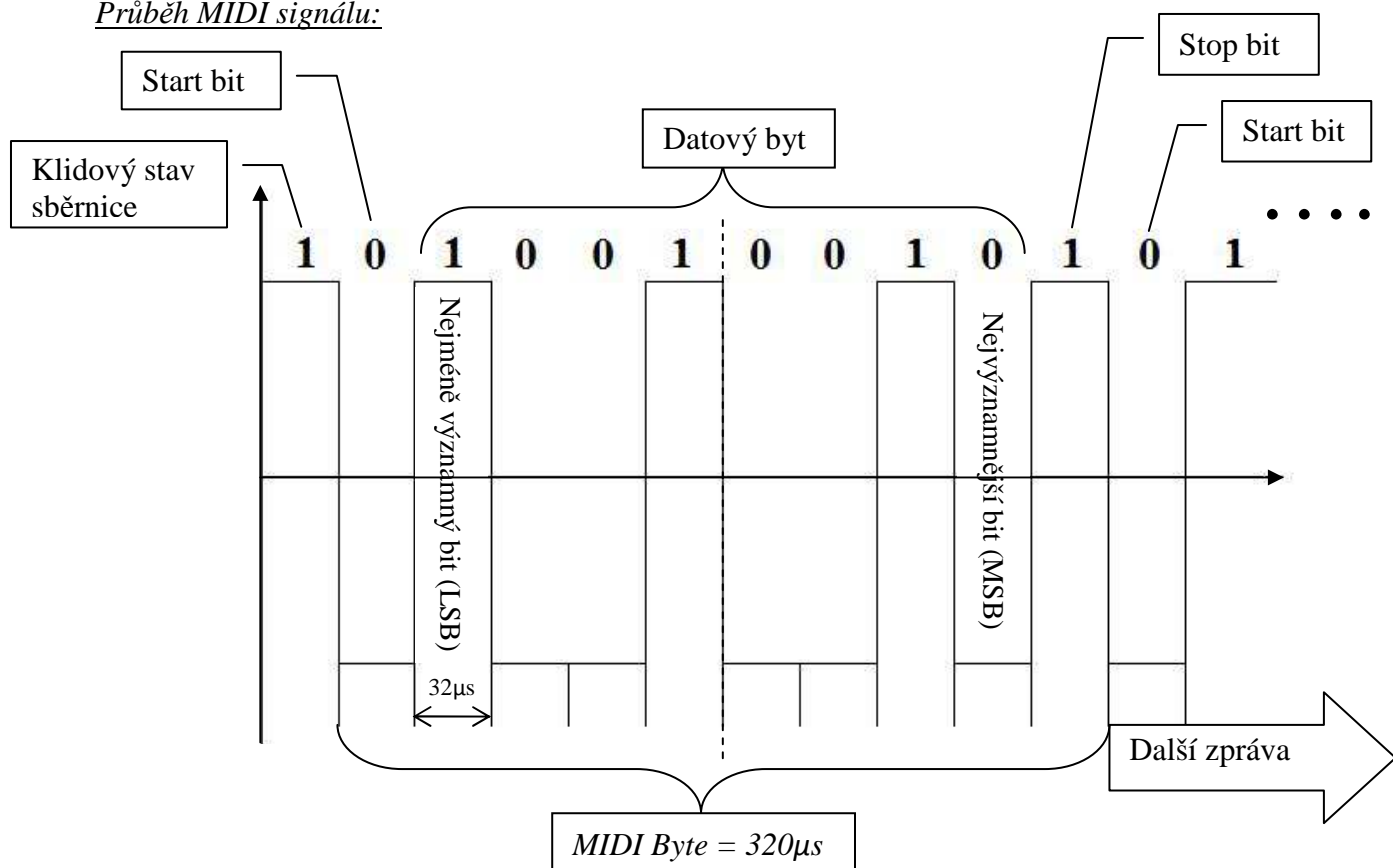 Průběh MIDI signálu:
Start bit
Stop bit
Datový byt
Start bit
Klidový stav
sběrnice
1 0 1 0 0 1 0 0 1 0 1 0 1
Nejméně významný bit (LSB)
Nejvýznamnější bit (MSB)
32µs
Další zpráva
MIDI Byte = 320µs